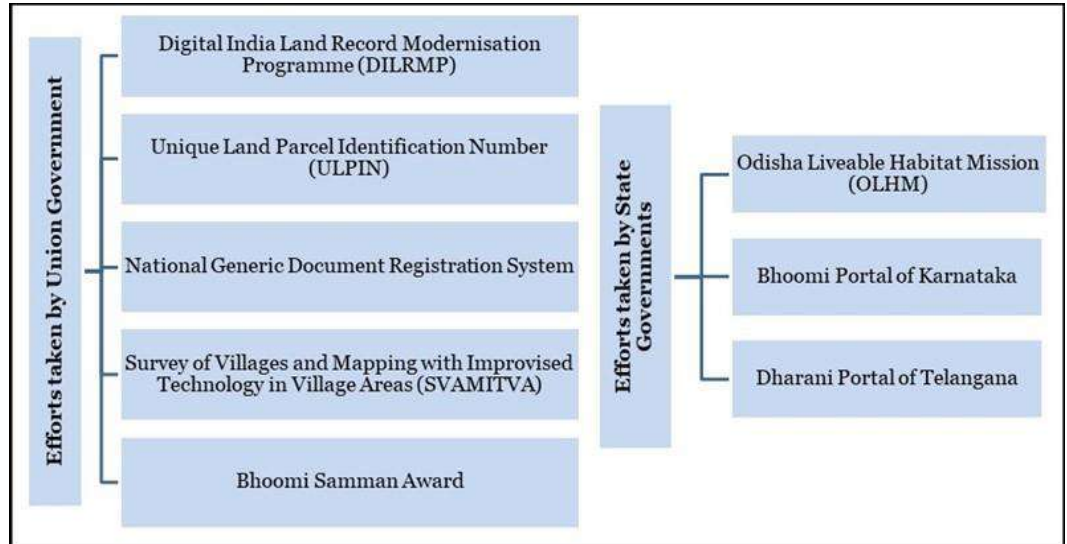 Efforts taken by Union Government
Digital India Land Record Modernisation
Programme (DILRMP)
Unique Land Parcel Identification Number
(ULPIN)
National Generic Document Registration System
Survey of Villages and Mapping with Improvised
Technology in Village Areas (SVAMITVA)
Bhoomi Samman Award
Efforts taken by State
Governments
Odisha Liveable Habitat Mission
(OLHM)
Bhoomi Portal of Karnataka
Dharani Portal of Telangana